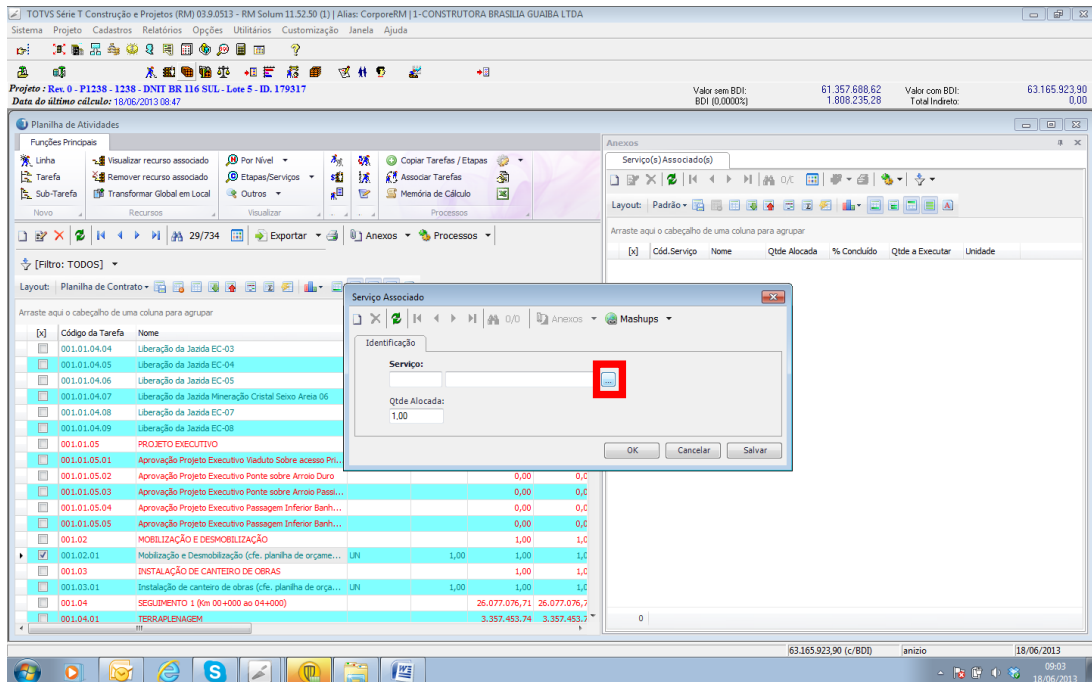 TOTVS Série T Construção e Projetos (RM) 03.9.0513 - RM Solum 11.52.50 (1) | Alias: CorporeRM | 1-CONSTRUTORA BRASILIA GUAIBA LTDA
Sistema Projeto Cadastros Relatórios Opções Utilitários Customização Janela Ajuda
Projeto : Rev. 0 - P1238 - 1238 - DNIT BR 116 SUL - Lote 5 - ID. 179317
Valor sem BDI: 61.357.688,62 Valor com BDI: 63.165.923,90
Data do último cálculo: 18/06/2013 08:47
BDI (0,0000%) 1.808.235,28 Total Indireto: 0,00
Planilha de Atividades
Funções Principais
Linha Visualizar recurso associado Por Nível Copiar Tarefas / Etapas
Tarefa Remover recurso associado Etapas/Serviços Associar Tarefas
Sub-Tarefa Transformar Global em Local Outros Memória de Cálculo
Novo Recursos Visualizar Processos
29/734 Exportar Anexos Processos
[Filtro: TODOS]
Layout: Planilha de Contrato
Arraste aqui o cabeçalho de uma coluna para agrupar
[x] Código da Tarefa Nome
001.01.04.04 Liberação da Jazida EC-03
001.01.04.05 Liberação da Jazida EC-04
001.01.04.06 Liberação da Jazida EC-05
001.01.04.07 Liberação da Jazida Mineração Cristal Seixo Areia 06
001.01.04.08 Liberação da Jazida EC-07
001.01.04.09 Liberação da Jazida EC-08
001.01.05 PROJETO EXECUTIVO
001.01.05.01 Aprovação Projeto Executivo Viaduto Sobre acesso Pri...
001.01.05.02 Aprovação Projeto Executivo Ponte sobre Arroio Duro 0,00 0,0
001.01.05.03 Aprovação Projeto Executivo Ponte sobre Arroio Passi... 0,00 0,0
001.01.05.04 Aprovação Projeto Executivo Passagem Inferior Banh... 0,00 0,0
001.01.05.05 Aprovação Projeto Executivo Passagem Inferior Banh... 0,00 0,0
001.02 MOBILIZAÇÃO E DESMOBILIZAÇÃO 1,00 1,0
001.02.01 Mobilização e Desmobilização (cfe. planilha de orçame... UN 1,00 1,00 1,0
001.03 INSTALAÇÃO DE CANTEIRO DE OBRAS 1,00 1,0
001.03.01 Instalação de canteiro de obras (cfe. planilha de orça... UN 1,00 1,00 1,0
001.04 SEGUIMENTO 1 (Km 00+000 ao 04+000) 26.077.076,71 26.077.076,7
001.04.01 TERRAPLENAGEM 3.357.453,74 3.357.453,7
Anexos
Serviço(s) Associado(s)
0/0
Layout: Padrão
Arraste aqui o cabeçalho de uma coluna para agrupar
[x] Cód.Serviço Nome Qtde Alocada % Concluído Qtde a Executar Unidade
0
Serviço Associado
0/0 Anexos Mashups
Identificação
Serviço:
...
Qtde Alocada:
1,00
OK Cancelar Salvar
63.165.923,90 (c/BDI) anizio 18/06/2013
09:03
18/06/2013